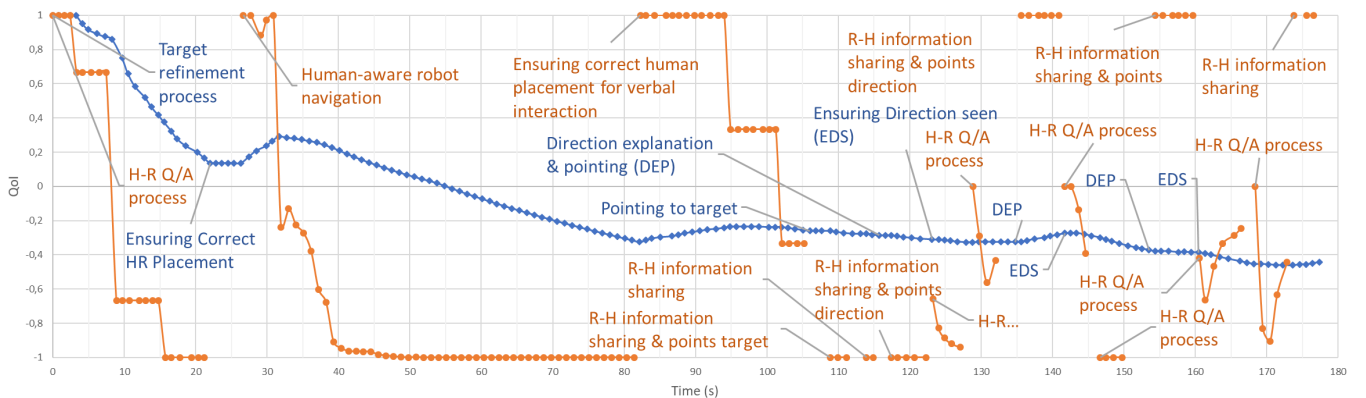 1
0,8
0,6
0,4
0,2
0
-0,2
-0,4
-0,6
-0,8
-1
QoI
0
10
20
30
40
50
60
70
80
90
100
110
120
130
140
150
160
170
180
Time (s)
Target
refinement
process
H-R Q/A
process
Ensuring Correct
HR Placement
Human-aware robot
navigation
Ensuring correct human
placement for verbal
interaction
Direction explanation
& pointing (DEP)
Pointing to target
R-H information
sharing
R-H information
sharing & points target
R-H information
sharing & points
direction
R-H information
sharing & points
direction
Ensuring Direction seen
(EDS)
H-R Q/A
process
H-R...
DEP
EDS
R-H information
sharing & points
H-R Q/A process
DEP
EDS
H-R Q/A
process
H-R Q/A
process
R-H information
sharing
H-R Q/A process